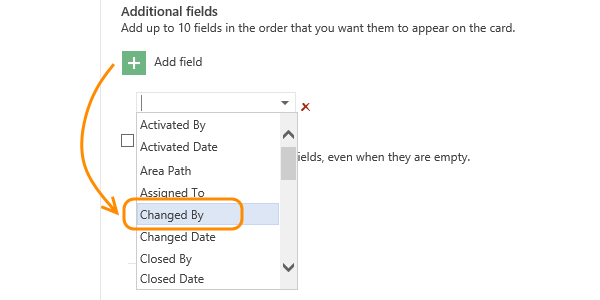 Additional fields
Add up to 10 fields in the order that you want them to appear on the card.
Add field
Activated By
Activated Date
ields, even when they are empty.
Area Path
Assigned To
Changed By
Changed Date
Closed By
Closed Date